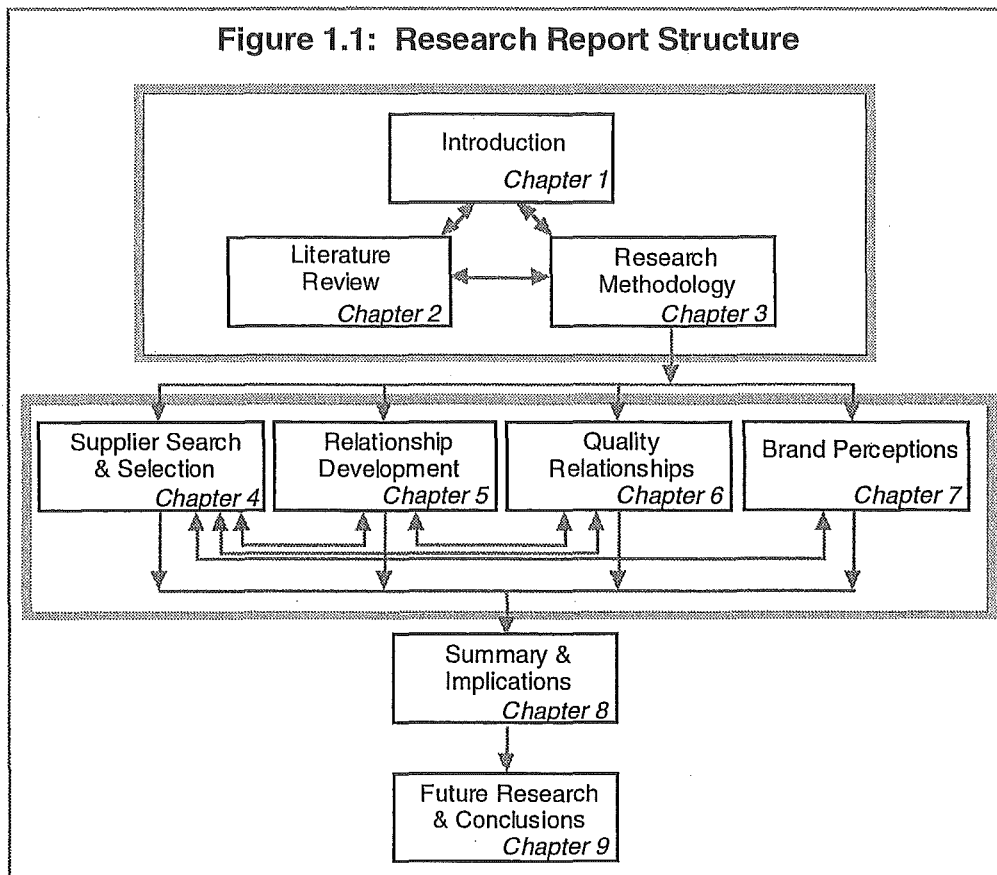 Figure 1.1: Research Report Structure
Introduction
Chapter 1
Literature
Review
Chapter 2
Research
Methodology
Chapter 3
Supplier Search
& Selection
Chapter 4
Relationship
Development
Chapter 5
Quality
Relationships
Chapter 6
Brand Perceptions
Chapter 7
Summary &
Implications
Chapter 8
Future Research
& Conclusions
Chapter 9